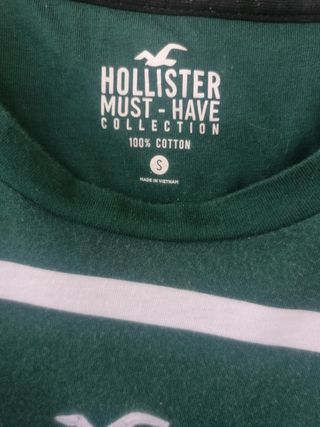 HOLLISTER
MUST - HAVE
COLLECTION
100% COTTON
S
MADE IN VIETNAM